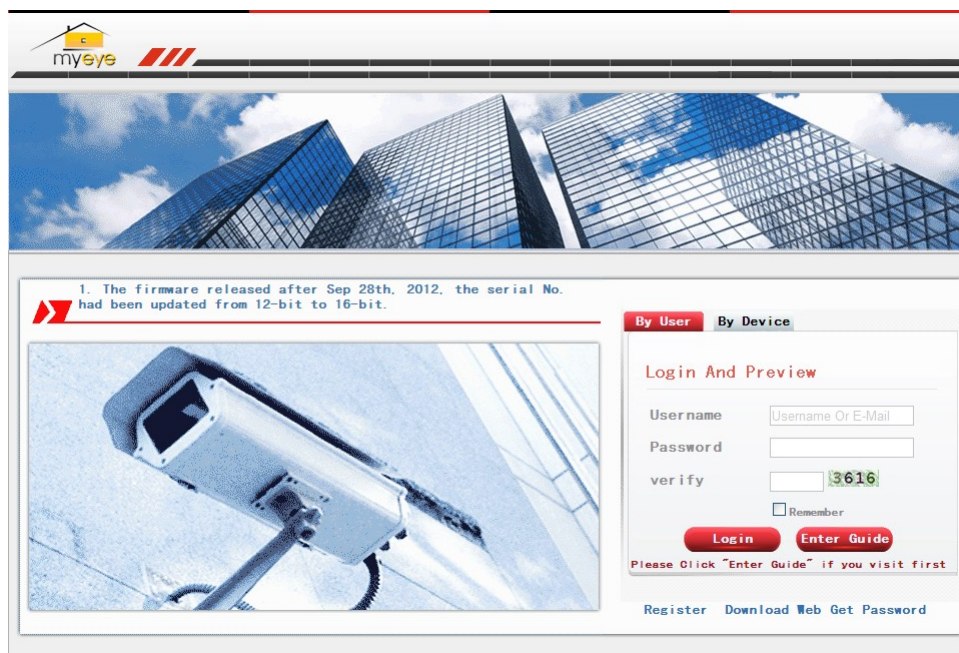 myeye
1. The firmware released after Sep 28th, 2012, the serial No.
had been updated from 12-bit to 16-bit.
By User By Device
Login And Preview
Username Username Or E-Mail
Password
verify 3616
Remember
Login Enter Guide
Please Click "Enter Guide" if you visit first
Register Download Web Get Password